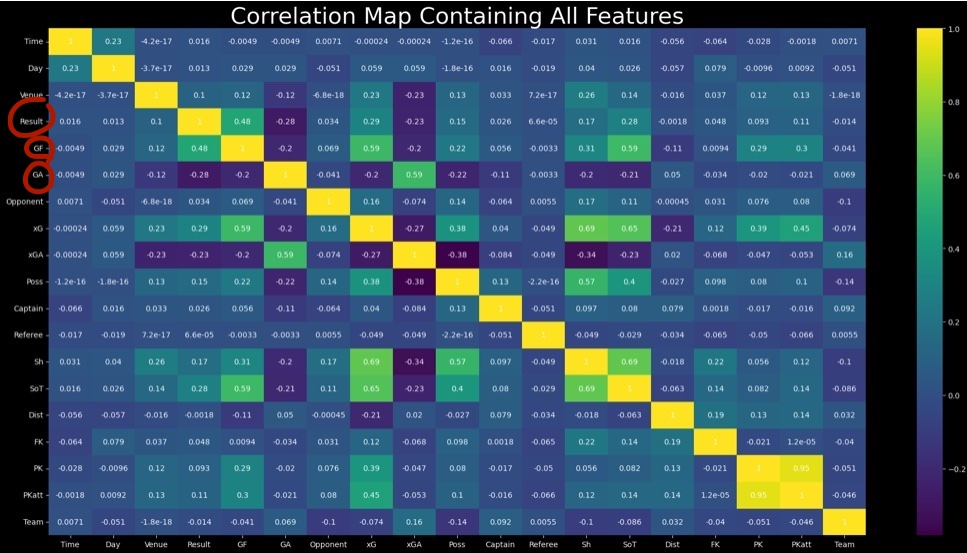 Correlation Map Containing All Features
Time 1 0.23 -4.2e-17 0.016 -0.0049 -0.0049 0.0071 -0.00024 -0.00024 -1.2e-16 -0.066 -0.017 0.031 0.016 -0.056 -0.064 -0.028 -0.0018 0.0071
Day 0.23 1 -3.7e-17 0.013 0.029 0.029 -0.051 0.059 0.059 -1.8e-16 0.016 -0.019 0.04 0.026 -0.057 0.079 -0.0096 0.0092 -0.051
Venue -4.2e-17 -3.7e-17 1 0.1 0.12 -0.12 -6.8e-18 0.23 -0.23 0.13 0.033 7.2e-17 0.26 0.14 -0.016 0.037 0.12 0.13 -1.8e-18
Result 0.016 0.013 0.1 1 0.48 -0.28 0.034 0.29 -0.23 0.15 0.026 6.6e-05 0.17 0.28 -0.0018 0.048 0.093 0.11 -0.014
GF -0.0049 0.029 0.12 0.48 1 -0.2 0.069 0.59 -0.2 0.22 0.056 -0.0033 0.31 0.59 -0.11 0.0094 0.29 0.3 -0.041
GA -0.0049 0.029 -0.12 -0.28 -0.2 1 -0.041 -0.2 0.59 -0.22 -0.11 -0.0033 -0.2 -0.21 0.05 -0.034 -0.02 -0.021 0.069
Opponent 0.0071 -0.051 -6.8e-18 0.034 0.069 -0.041 1 0.16 -0.074 0.14 -0.064 0.0055 0.17 0.11 -0.00045 0.031 0.076 0.08 -0.1
xG -0.00024 0.059 0.23 0.29 0.59 -0.2 0.16 1 -0.27 0.38 0.04 -0.049 0.69 0.65 -0.21 0.12 0.39 0.45 -0.074
xGA -0.00024 0.059 -0.23 -0.23 -0.2 0.59 -0.074 -0.27 1 -0.38 -0.084 -0.049 -0.34 -0.23 0.02 -0.068 -0.047 -0.053 0.16
Poss -1.2e-16 -1.8e-16 0.13 0.15 0.22 -0.22 0.14 0.38 -0.38 1 0.13 -2.2e-16 0.57 0.4 -0.027 0.098 0.08 0.1 -0.14
Captain -0.066 0.016 0.033 0.026 0.056 -0.11 -0.064 0.04 -0.084 0.13 1 -0.051 0.097 0.08 0.079 0.0018 -0.017 -0.016 0.092
Referee -0.017 -0.019 7.2e-17 6.6e-05 -0.0033 -0.0033 0.0055 -0.049 -0.049 -2.2e-16 -0.051 1 -0.049 -0.029 -0.034 -0.065 -0.05 -0.066 0.0055
Sh 0.031 0.04 0.26 0.17 0.31 -0.2 0.17 0.69 -0.34 0.57 0.097 -0.049 1 0.69 -0.018 0.22 0.056 0.12 -0.1
SoT 0.016 0.026 0.14 0.28 0.59 -0.21 0.11 0.65 -0.23 0.4 0.08 -0.029 0.69 1 -0.063 0.14 0.082 0.14 -0.086
Dist -0.056 -0.057 -0.016 -0.0018 -0.11 0.05 -0.00045 -0.21 0.02 -0.027 0.079 -0.034 -0.018 -0.063 1 0.19 0.13 0.14 0.032
FK -0.064 0.079 0.037 0.048 0.0094 -0.034 0.031 0.12 -0.068 0.098 0.0018 -0.065 0.22 0.14 0.19 1 -0.021 1.2e-05 -0.04
PK -0.028 -0.0096 0.12 0.093 0.29 -0.02 0.076 0.39 -0.047 0.08 -0.017 -0.05 0.056 0.082 0.13 -0.021 1 0.95 -0.051
PKatt -0.0018 0.0092 0.13 0.11 0.3 -0.021 0.08 0.45 -0.053 0.1 -0.016 -0.066 0.12 0.14 0.14 1.2e-05 0.95 1 -0.046
Team 0.0071 -0.051 -1.8e-18 -0.014 -0.041 0.069 -0.1 -0.074 0.16 -0.14 0.092 0.0055 -0.1 -0.086 0.032 -0.04 -0.051 -0.046 1
Time Day Venue Result GF GA Opponent xG xGA Poss Captain Referee Sh SoT Dist FK PK PKatt Team
1.0
0.8
0.6
0.4
0.2
0.0
-0.2